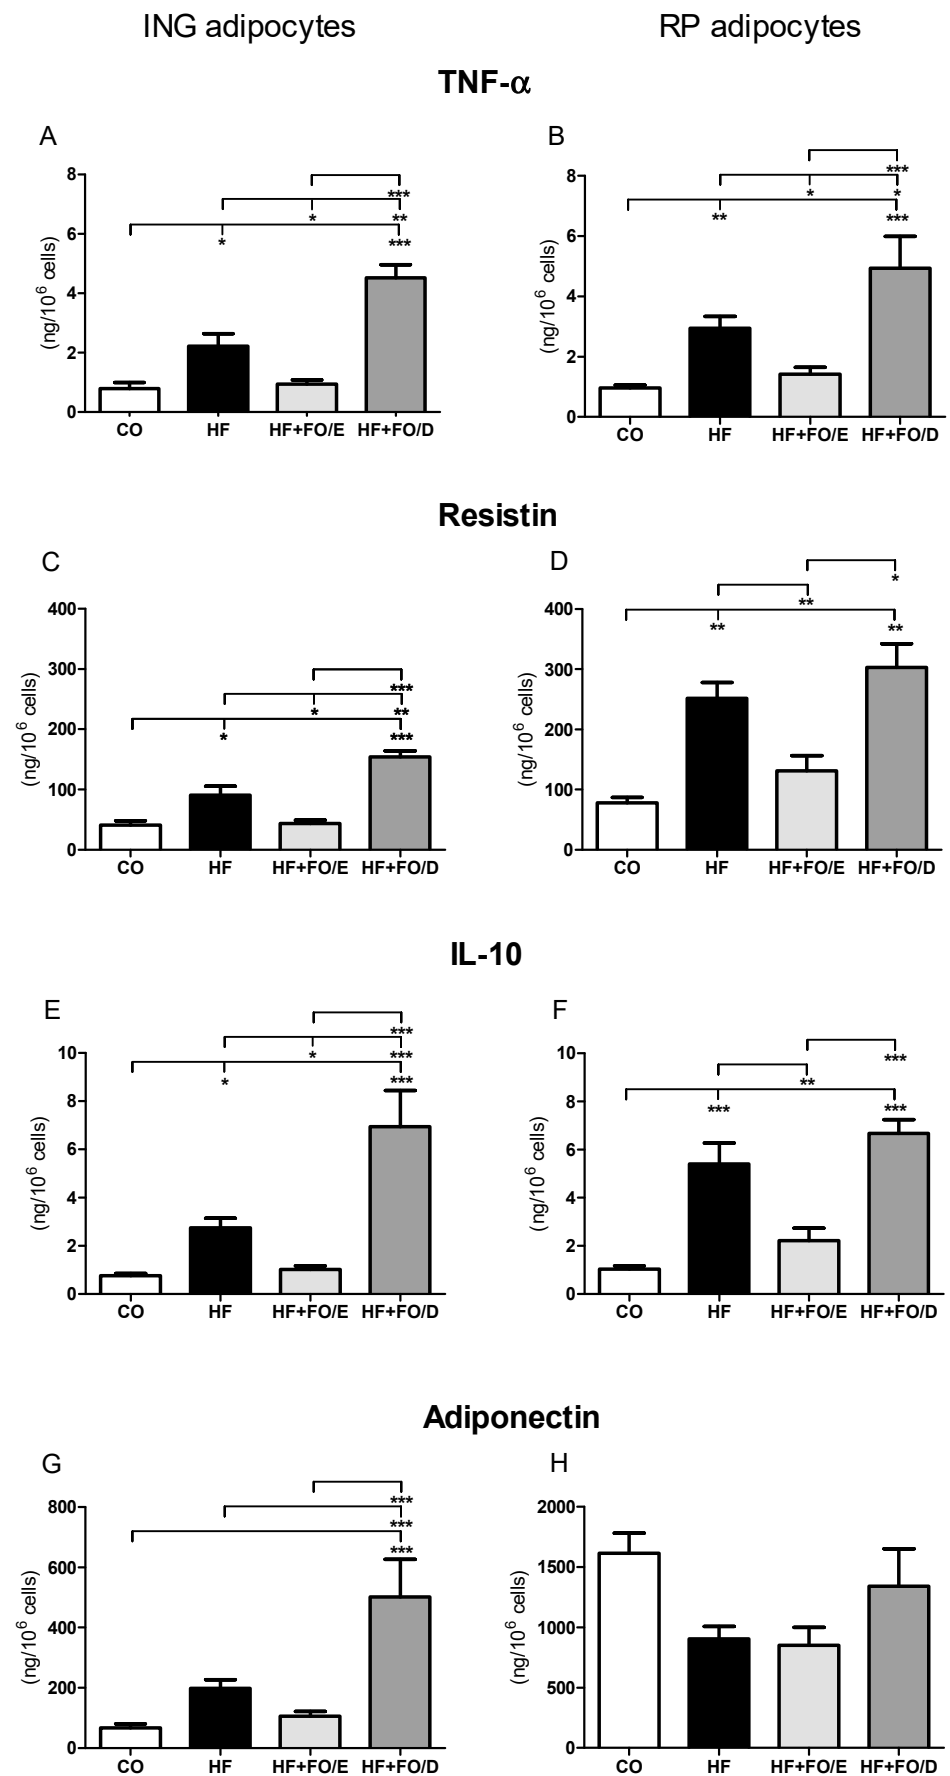 ING adipocytes RP adipocytes
TNF-α
A B
*** 
*** * *
* ** ** ***
* ***
8 8
6 6
4 4
2 2
0 0
(ng/10⁶ cells) (ng/10⁶ cells)
CO HF HF+FO/E HF+FO/D CO HF HF+FO/E HF+FO/D
Resistin
C D
*
**
** **
400 400
300 300
***
* **
* ***
200 200
100 100
0 0
(ng/10⁶ cells) (ng/10⁶ cells)
CO HF HF+FO/E HF+FO/D CO HF HF+FO/E HF+FO/D
IL-10
E F
***
* *** ***
* *** **
*** ***
10 10
8 8
6 6
4 4
2 2
0 0
(ng/10⁶ cells) (ng/10⁶ cells)
CO HF HF+FO/E HF+FO/D CO HF HF+FO/E HF+FO/D
Adiponectin
G H
***
***
***
800 2000
600 1500
400 1000
200 500
0 0
(ng/10⁶ cells) (ng/10⁶ cells)
CO HF HF+FO/E HF+FO/D CO HF HF+FO/E HF+FO/D